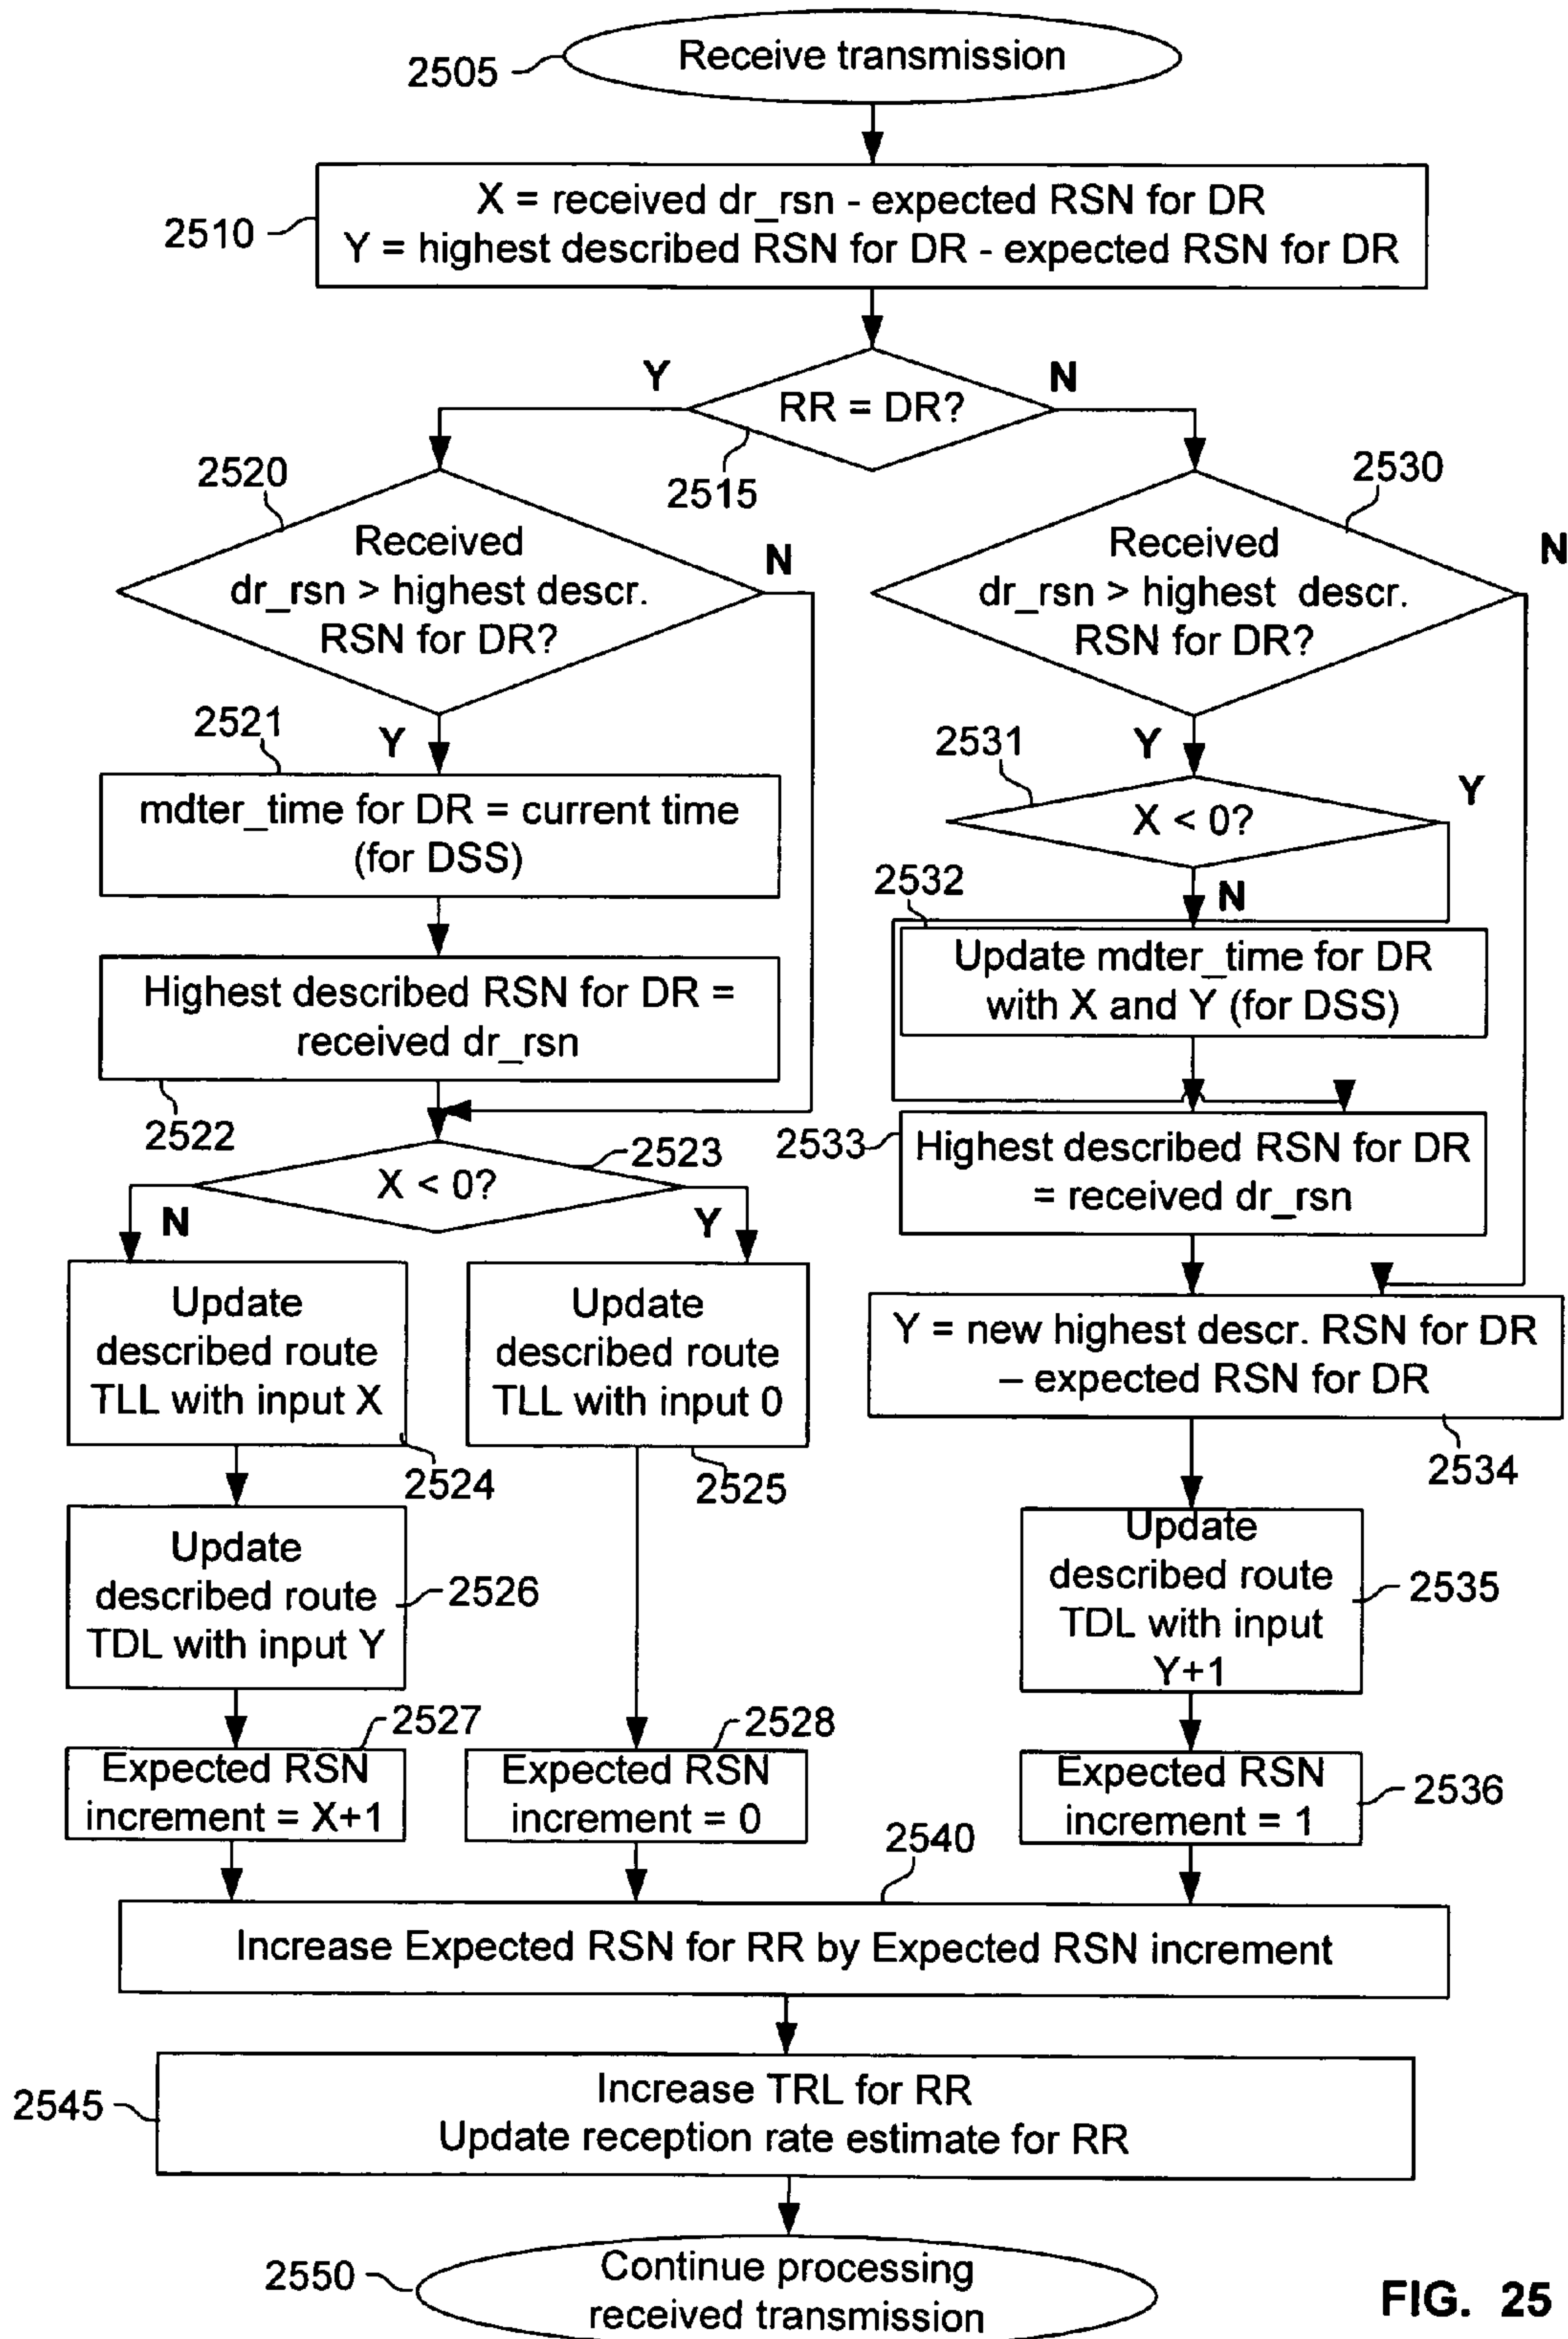 Receive transmission
2505
X = received dr_rsn - expected RSN for DR
Y = highest described RSN for DR - expected RSN for DR
2510
Y
N
RR = DR?
2515
2520
2530
Received
dr_rsn > highest descr.
RSN for DR?
N
Received
dr_rsn > highest descr.
RSN for DR?
N
2521
Y
mdter_time for DR = current time
(for DSS)
2531
Y
X < 0?
Y
2532
N
Update mdter_time for DR
with X and Y (for DSS)
Highest described RSN for DR =
received dr_rsn
2522
2533
Highest described RSN for DR
= received dr_rsn
2523
X < 0?
N
Y
Update
described route
TLL with input X
2524
Update
described route
TLL with input 0
2525
Y = new highest descr. RSN for DR
– expected RSN for DR
2534
Update
described route
TDL with input Y
2526
Update
described route
TDL with input
Y+1
2535
2527
Expected RSN
increment = X+1
2528
Expected RSN
increment = 0
Expected RSN
increment = 1
2536
2540
Increase Expected RSN for RR by Expected RSN increment
2545
Increase TRL for RR
Update reception rate estimate for RR
2550
Continue processing
received transmission
FIG. 25